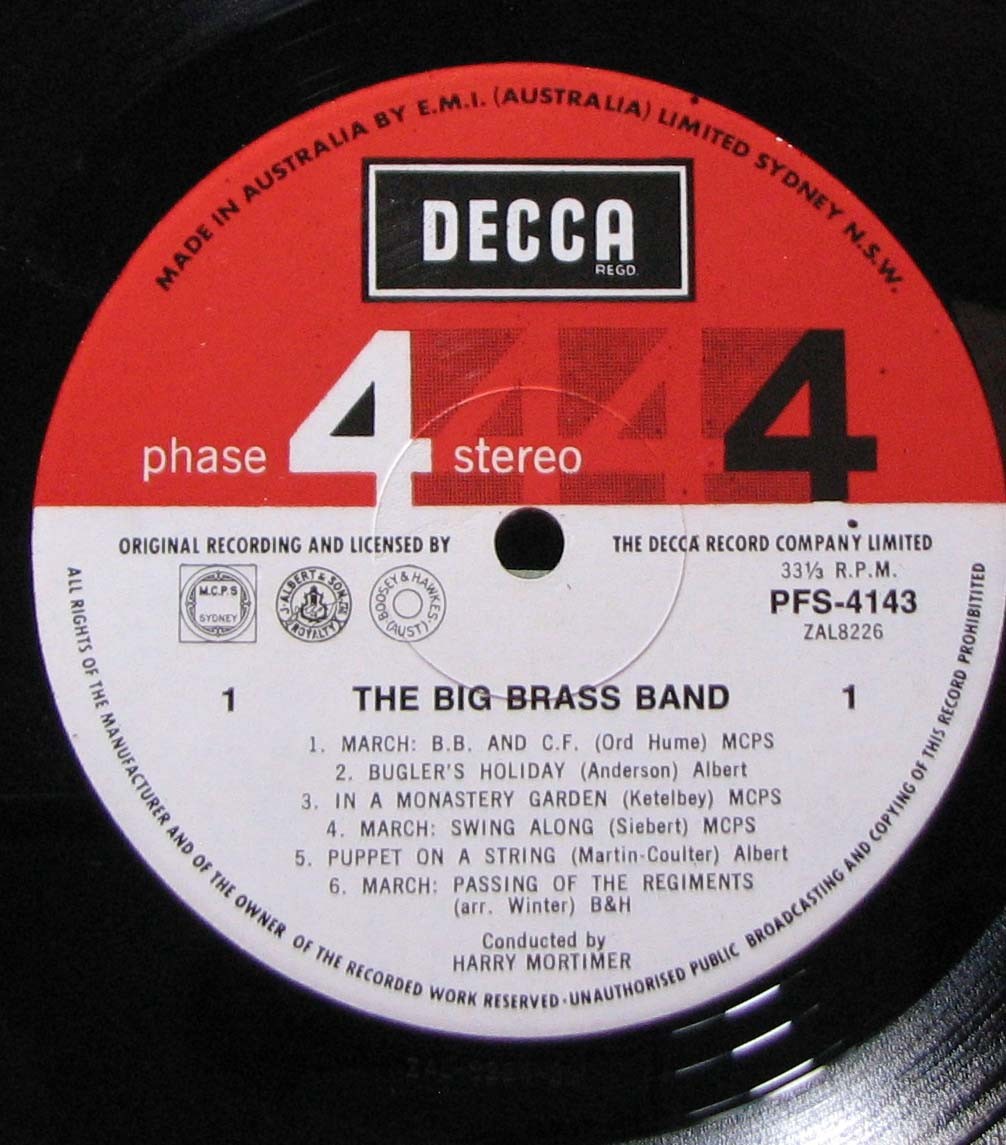 MADE IN AUSTRALIA BY E.M.I. (AUSTRALIA) LIMITED SYDNEY N.S.W.
DECCA
REGD.
phase 4 stereo 4 4 4
ORIGINAL RECORDING AND LICENSED BY THE DECCA RECORD COMPANY LIMITED
M.C.P.S SYDNEY
J. ALBERT & SON ROYALTY
BOOSEY & HAWKES (AUST)
33⅓ R.P.M.
PFS-4143
ZAL8226
1 THE BIG BRASS BAND 1
1. MARCH: B.B. AND C.F. (Ord Hume) MCPS
2. BUGLER'S HOLIDAY (Anderson) Albert
3. IN A MONASTERY GARDEN (Ketelbey) MCPS
4. MARCH: SWING ALONG (Siebert) MCPS
5. PUPPET ON A STRING (Martin-Coulter) Albert
6. MARCH: PASSING OF THE REGIMENTS
(arr. Winter) B&H
Conducted by
HARRY MORTIMER
ALL RIGHTS OF THE MANUFACTURER AND OF THE OWNER OF THE RECORDED WORK RESERVED·UNAUTHORISED PUBLIC BROADCASTING AND COPYING OF THIS RECORD PROHIBITITED